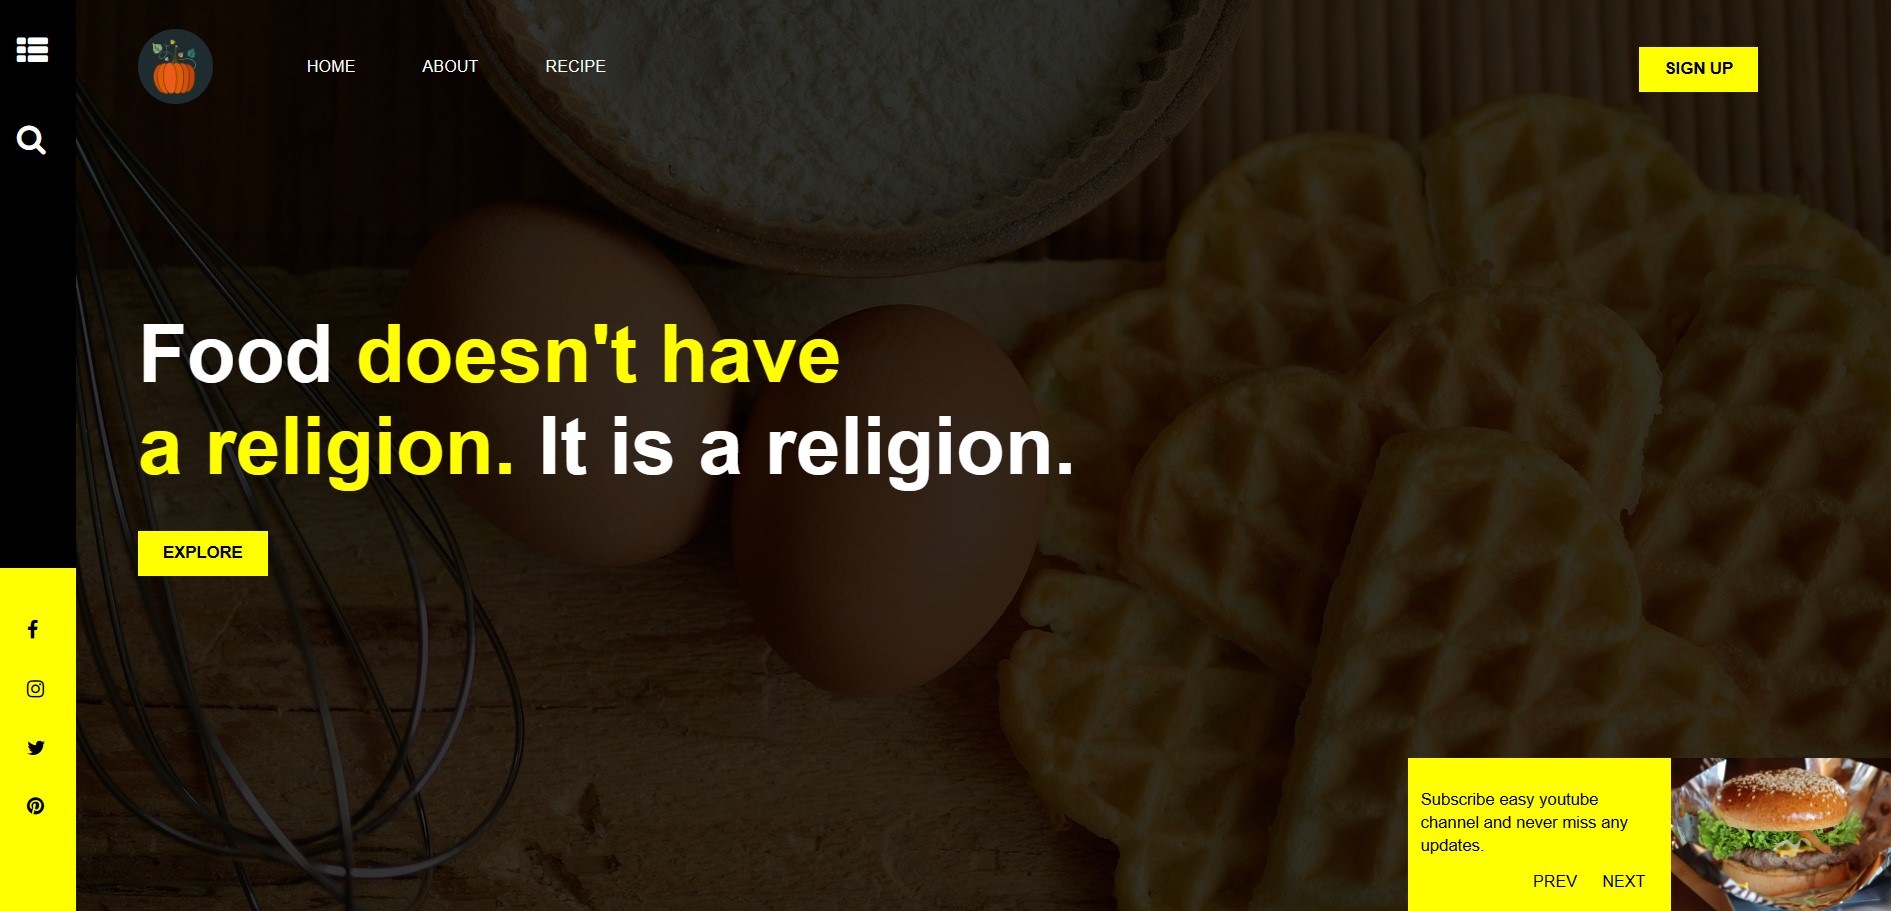 HOME ABOUT RECIPE
SIGN UP
Food doesn't have
a religion. It is a religion.
EXPLORE
Subscribe easy youtube
channel and never miss any
updates.
PREV NEXT